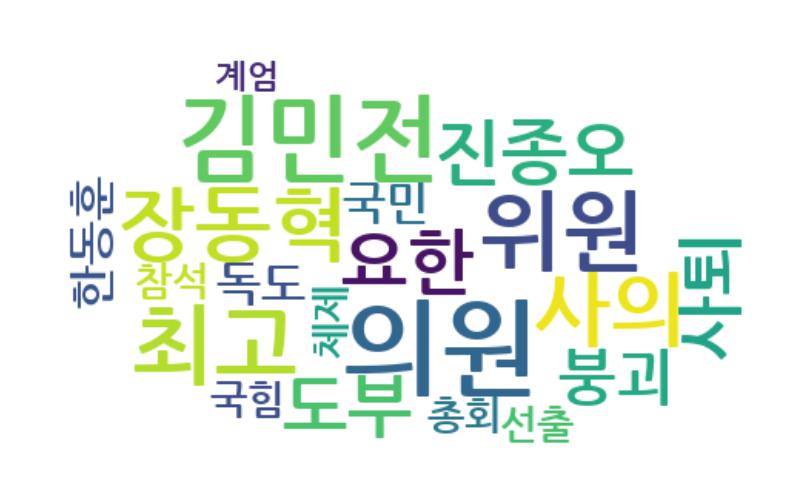 계엄
김민전
진종오
한동훈
장동혁
국민
위원
요한
사퇴
참석
독도
체제
사의
최고
의원
붕괴
국힘
도부
총회
선출